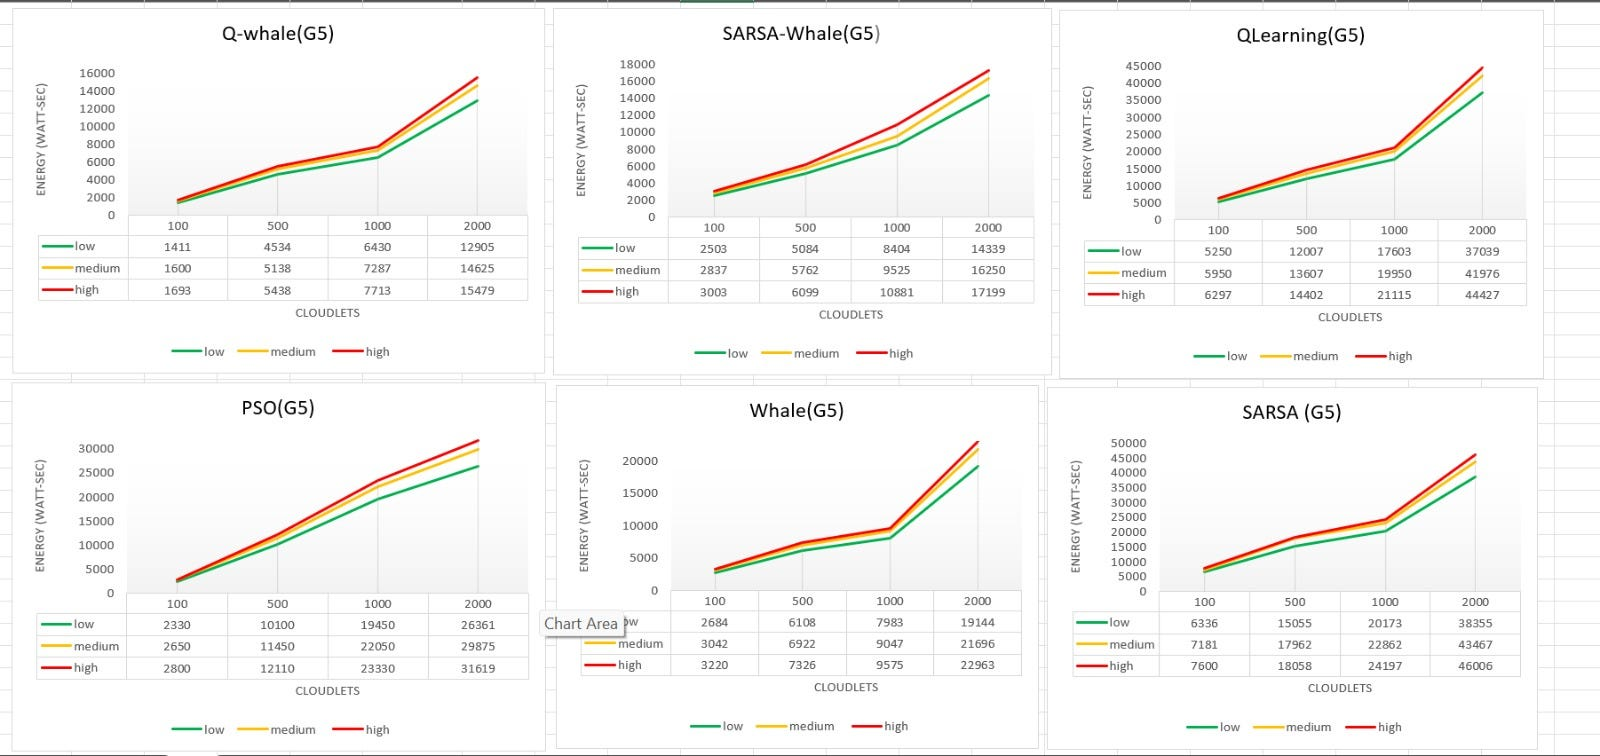 Q-whale(G5)
ENERGY (WATT-SEC)
16000
14000
12000
10000
8000
6000
4000
2000
0
100 500 1000 2000
low 1411 4534 6430 12905
medium 1600 5138 7287 14625
high 1693 5438 7713 15479
CLOUDLETS
low medium high
SARSA-Whale(G5)
ENERGY (WATT-SEC)
18000
16000
14000
12000
10000
8000
6000
4000
2000
0
100 500 1000 2000
low 2503 5084 8404 14339
medium 2837 5762 9525 16250
high 3003 6099 10881 17199
CLOUDLETS
low medium high
QLearning(G5)
ENERGY (WATT-SEC)
45000
40000
35000
30000
25000
20000
15000
10000
5000
0
100 500 1000 2000
low 5250 12007 17603 37039
medium 5950 13607 19950 41976
high 6297 14402 21115 44427
CLOUDLETS
low medium high
PSO(G5)
ENERGY (WATT-SEC)
30000
25000
20000
15000
10000
5000
0
100 500 1000 2000
low 2330 10100 19450 26361
medium 2650 11450 22050 29875
high 2800 12110 23330 31619
CLOUDLETS
low medium high
Whale(G5)
ENERGY (WATT-SEC)
20000
15000
10000
5000
0
100 500 1000 2000
Chart Area
ow 2684 6108 7983 19144
medium 3042 6922 9047 21696
high 3220 7326 9575 22963
CLOUDLETS
low medium high
SARSA (G5)
ENERGY (WATT-SEC)
50000
45000
40000
35000
30000
25000
20000
15000
10000
5000
0
100 500 1000 2000
low 6336 15055 20173 38355
medium 7181 17962 22862 43467
high 7600 18058 24197 46006
CLOUDLETS
low medium high